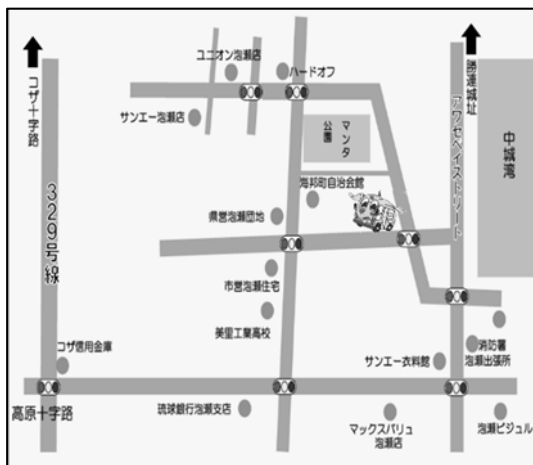 ユニオン泡瀬店
ハードオフ
サンエー泡瀬店
コザ十字路
勝連城址
マンタ
公園
アワセベイストリート
中城湾
海邦町自治会館
県営泡瀬団地
329号線
市営泡瀬住宅
美里工業高校
コザ信用金庫
サンエー衣料館
消防署
泡瀬出張所
高原十字路
琉球銀行泡瀬支店
マックスバリュ
泡瀬店
泡瀬ビジュル